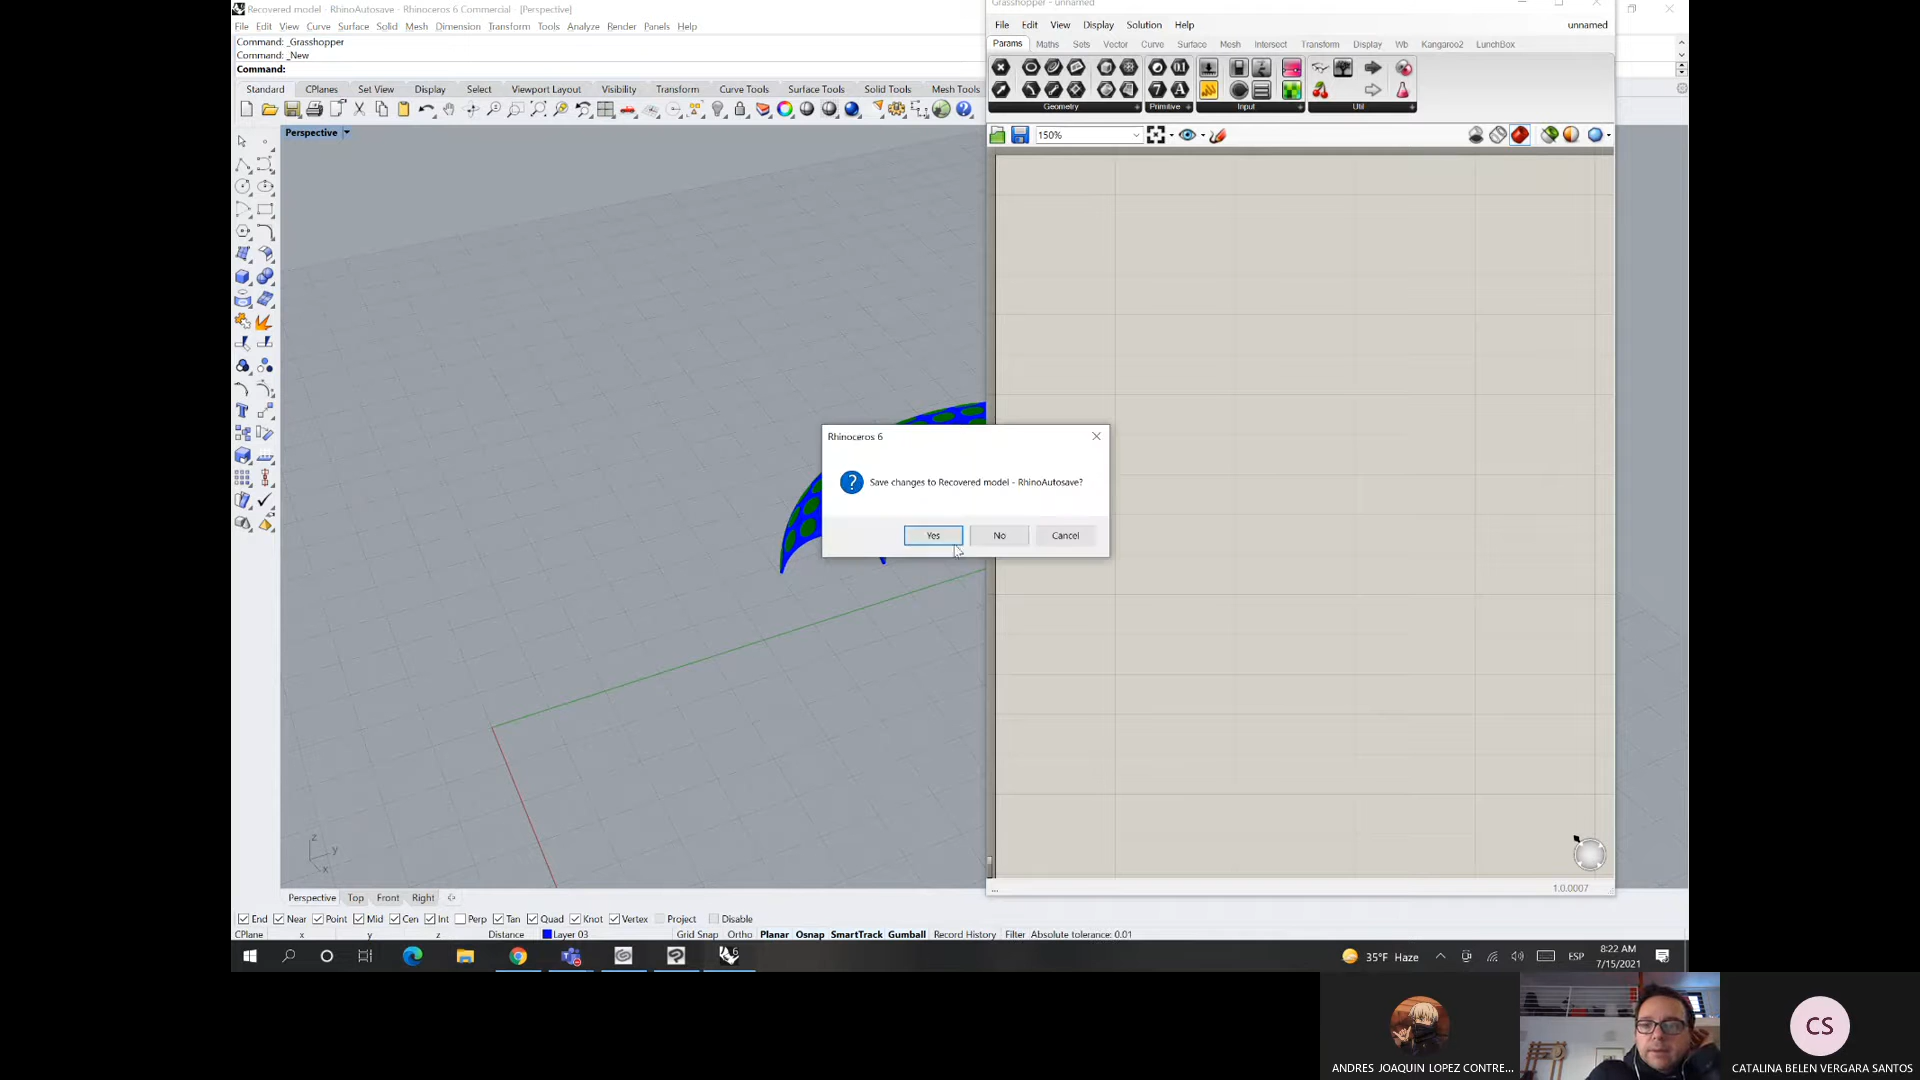 Recovered model - RhinoAutosave - Rhinoceros 6 Commercial - [Perspective]
File Edit View Curve Surface Solid Mesh Dimension Transform Tools Analyze Render Panels Help
Command: _Grasshopper
Command: _New
Command:
Standard CPlanes Set View Display Select Viewport Layout Visibility Transform Curve Tools Surface Tools Solid Tools Mesh Tools
Perspective
Grasshopper - unnamed
File Edit View Display Solution Help unnamed
Params Maths Sets Vector Curve Surface Mesh Intersect Transform Display Wb Kangaroo2 LunchBox
Geometry Primitive Input Util
150%
Rhinoceros 6
Save changes to Recovered model - RhinoAutosave?
Yes No Cancel
z
y
x
1.0.0007
Perspective Top Front Right
End Near Point Mid Cen Int Perp Tan Quad Knot Vertex Project Disable
CPlane x y z Distance Layer 03 Grid Snap Ortho Planar Osnap SmartTrack Gumball Record History Filter Absolute tolerance: 0.01
35°F Haze ESP 8:22 AM
7/15/2021
CS
ANDRES JOAQUIN LOPEZ CONTRE... CATALINA BELEN VERGARA SANTOS